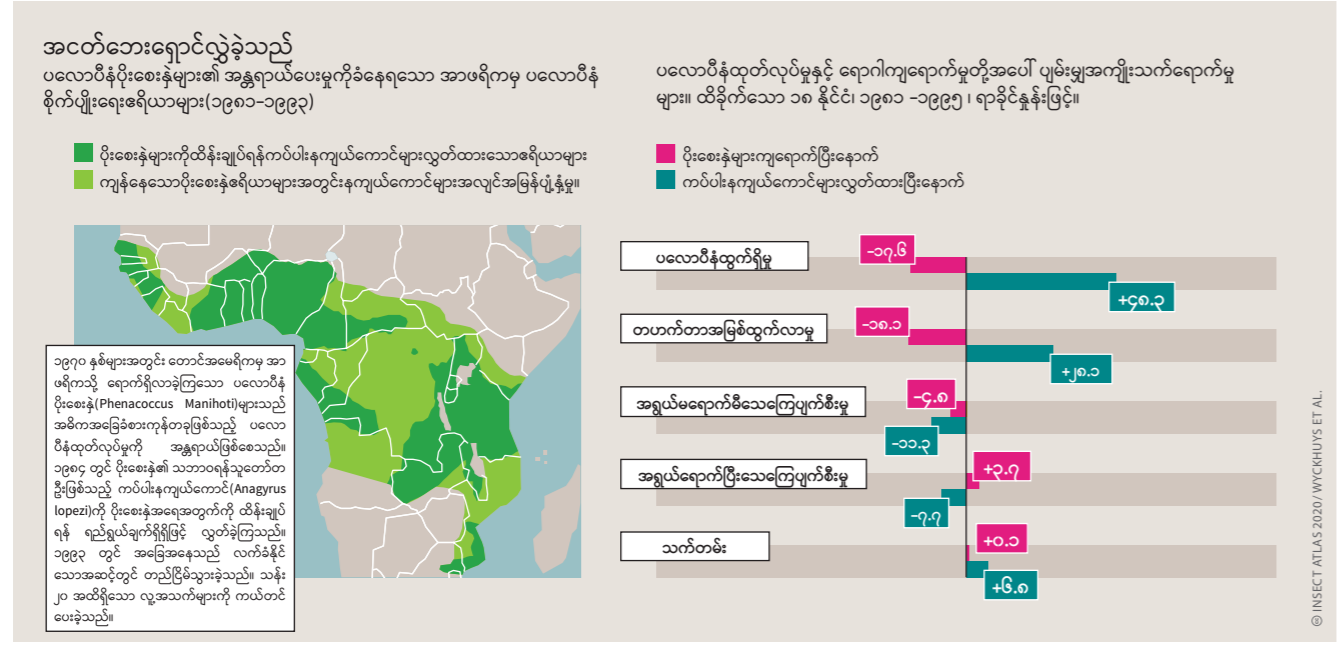 အငတ်ဘေးရှောင်လွှဲခဲ့သည်
ပလောပီနံပိုးစေးနှဲများ၏ အန္တရာယ်ပေးမှုကိုခံနေရသော အာဖရိကမှ ပလောပီနံ
စိုက်ပျိုးရေးဧရိယာများ(၁၉၈၁-၁၉၉၃)
ပိုးစေးနှဲများကိုထိန်းချုပ်ရန်ကပ်ပါးနကျယ်ကောင်များလွှတ်ထားသောဧရိယာများ
ကျန်နေသောပိုးစေးနှဲဧရိယာများအတွင်းနကျယ်ကောင်များအလျင်အမြန်ပျံ့နှံ့မှု။
၁၉၇၀ နှစ်များအတွင်း တောင်အမေရိကမှ အာ
ဖရိကသို့ ရောက်ရှိလာခဲ့ကြသော ပလောပီနံ
ပိုးစေးနှဲ(Phenacoccus Manihoti)များသည်
အဓိကအခြေခံစားကုန်တခုဖြစ်သည့် ပလော
ပီနံထုတ်လုပ်မှုကို အန္တရာယ်ဖြစ်စေသည်။
၁၉၈၄ တွင် ပိုးစေးနှဲ၏ သဘာဝရန်သူတော်တ
ဦးဖြစ်သည့် ကပ်ပါးနကျယ်ကောင်(Anagyrus
lopezi)ကို ပိုးစေးနှဲအရေအတွက်ကို ထိန်းချုပ်
ရန် ရည်ရွယ်ချက်ရှိရှိဖြင့် လွှတ်ခဲ့ကြသည်။
၁၉၉၃ တွင် အခြေအနေသည် လက်ခံနိုင်
သောအဆင့်တွင် တည်ငြိမ်သွားခဲ့သည်။ သန်း
၂၀ အထိရှိသော လူ့အသက်များကို ကယ်တင်
ပေးခဲ့သည်။
ပလောပီနံထုတ်လုပ်မှုနှင့် ရောဂါကျရောက်မှုတို့အပေါ် ပျမ်းမျှအကျိုးသက်ရောက်မှု
များ။ ထိခိုက်သော ၁၈ နိုင်ငံ၊ ၁၉၈၁ -၁၉၉၅ ၊ ရာခိုင်နှုန်းဖြင့်။
ပိုးစေးနှဲများကျရောက်ပြီးနောက်
ကပ်ပါးနကျယ်ကောင်များလွှတ်ထားပြီးနောက်
ပလောပီနံထွက်ရှိမှု
-၁၇.၆
+၄၈.၃
တဟက်တာအမြစ်ထွက်လာမှု
-၁၈.၁
+၂၈.၁
အရွယ်မရောက်မီသေကြေပျက်စီးမှု
-၄.၈
-၁၁.၃
အရွယ်ရောက်ပြီးသေကြေပျက်စီးမှု
+၃.၇
-၇.၇
သက်တမ်း
+၀.၁
+၆.၈
INSECT ATLAS 2020 / WYCKHUYS ET AL.